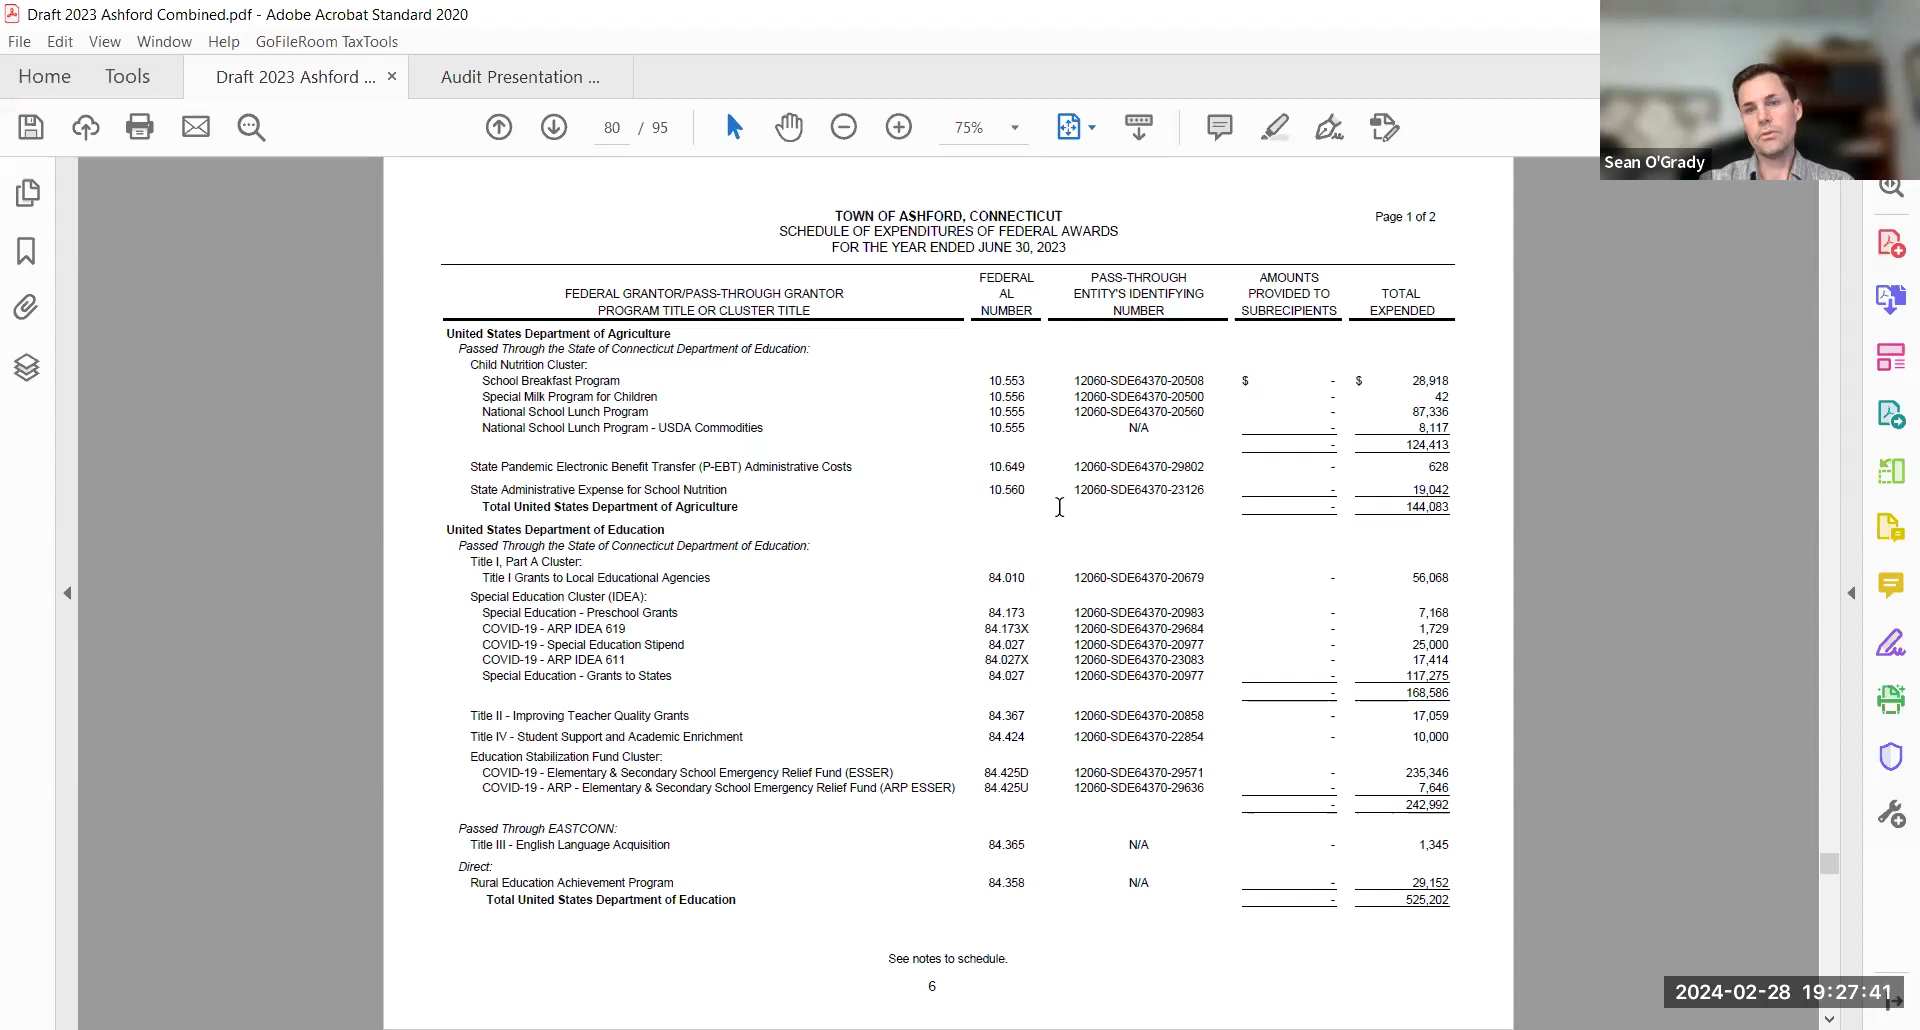 Draft 2023 Ashford Combined.pdf - Adobe Acrobat Standard 2020
File Edit View Window Help GoFileRoom TaxTools
Home Tools Draft 2023 Ashford ... × Audit Presentation ...
80 / 95 75%
Sean O'Grady
TOWN OF ASHFORD, CONNECTICUT Page 1 of 2
SCHEDULE OF EXPENDITURES OF FEDERAL AWARDS
FOR THE YEAR ENDED JUNE 30, 2023
FEDERAL PASS-THROUGH AMOUNTS
FEDERAL GRANTOR/PASS-THROUGH GRANTOR AL ENTITY'S IDENTIFYING PROVIDED TO TOTAL
PROGRAM TITLE OR CLUSTER TITLE NUMBER NUMBER SUBRECIPIENTS EXPENDED
United States Department of Agriculture
Passed Through the State of Connecticut Department of Education:
Child Nutrition Cluster:
School Breakfast Program 10.553 12060-SDE64370-20508 $ - $ 28,918
Special Milk Program for Children 10.556 12060-SDE64370-20500 - 42
National School Lunch Program 10.555 12060-SDE64370-20560 - 87,336
National School Lunch Program - USDA Commodities 10.555 N/A - 8,117
- 124,413
State Pandemic Electronic Benefit Transfer (P-EBT) Administrative Costs 10.649 12060-SDE64370-29802 - 628
State Administrative Expense for School Nutrition 10.560 12060-SDE64370-23126 - 19,042
Total United States Department of Agriculture - 144,083
United States Department of Education
Passed Through the State of Connecticut Department of Education:
Title I, Part A Cluster:
Title I Grants to Local Educational Agencies 84.010 12060-SDE64370-20679 - 56,068
Special Education Cluster (IDEA):
Special Education - Preschool Grants 84.173 12060-SDE64370-20983 - 7,168
COVID-19 - ARP IDEA 619 84.173X 12060-SDE64370-29684 - 1,729
COVID-19 - Special Education Stipend 84.027 12060-SDE64370-20977 - 25,000
COVID-19 - ARP IDEA 611 84.027X 12060-SDE64370-23083 - 17,414
Special Education - Grants to States 84.027 12060-SDE64370-20977 - 117,275
- 168,586
Title II - Improving Teacher Quality Grants 84.367 12060-SDE64370-20858 - 17,059
Title IV - Student Support and Academic Enrichment 84.424 12060-SDE64370-22854 - 10,000
Education Stabilization Fund Cluster:
COVID-19 - Elementary & Secondary School Emergency Relief Fund (ESSER) 84.425D 12060-SDE64370-29571 - 235,346
COVID-19 - ARP - Elementary & Secondary School Emergency Relief Fund (ARP ESSER) 84.425U 12060-SDE64370-29636 - 7,646
- 242,992
Passed Through EASTCONN:
Title III - English Language Acquisition 84.365 N/A - 1,345
Direct:
Rural Education Achievement Program 84.358 N/A - 29,152
Total United States Department of Education - 525,202
See notes to schedule.
6
2024-02-28 19:27:41